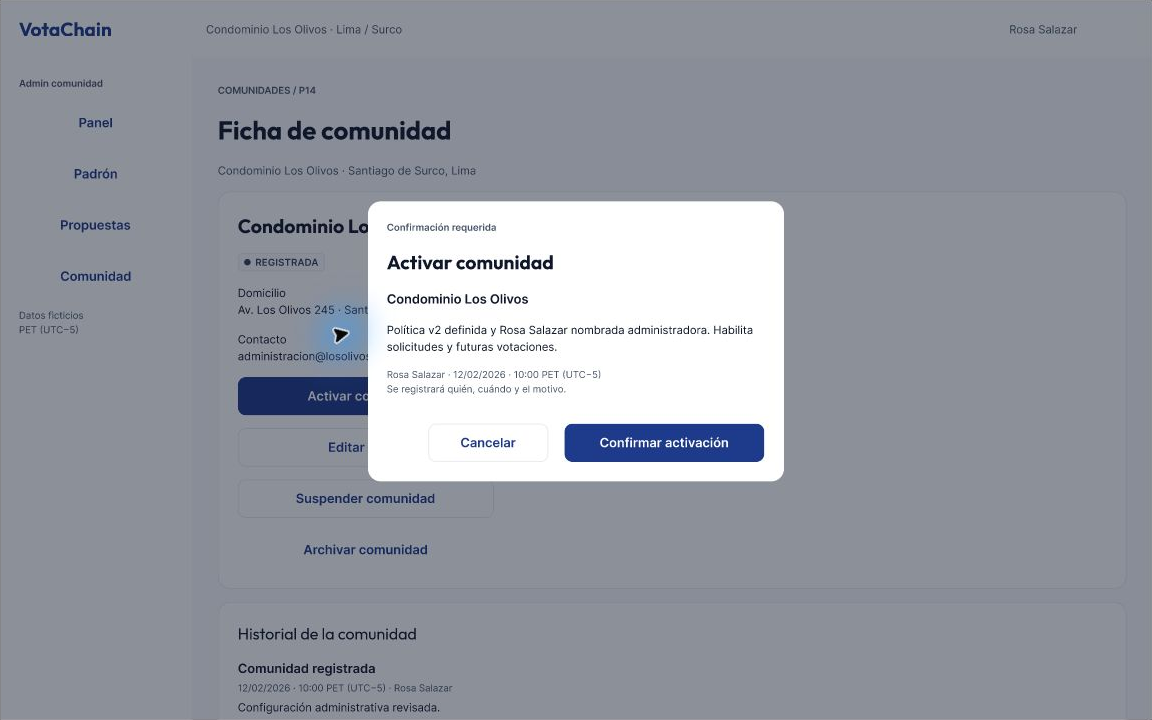 VotaChain
Condominio Los Olivos · Lima / Surco
Rosa Salazar
Admin comunidad
Panel
Padrón
Propuestas
Comunidad
Datos ficticios
PET (UTC−5)
COMUNIDADES / P14
Ficha de comunidad
Condominio Los Olivos · Santiago de Surco, Lima
Condominio Lo
REGISTRADA
Domicilio
Av. Los Olivos 245 · Sant
Contacto
administracion@losolivos
Activar co
Editar
Suspender comunidad
Archivar comunidad
Confirmación requerida
Activar comunidad
Condominio Los Olivos
Política v2 definida y Rosa Salazar nombrada administradora. Habilita
solicitudes y futuras votaciones.
Rosa Salazar · 12/02/2026 · 10:00 PET (UTC−5)
Se registrará quién, cuándo y el motivo.
Cancelar
Confirmar activación
Historial de la comunidad
Comunidad registrada
12/02/2026 · 10:00 PET (UTC−5) · Rosa Salazar
Configuración administrativa revisada.